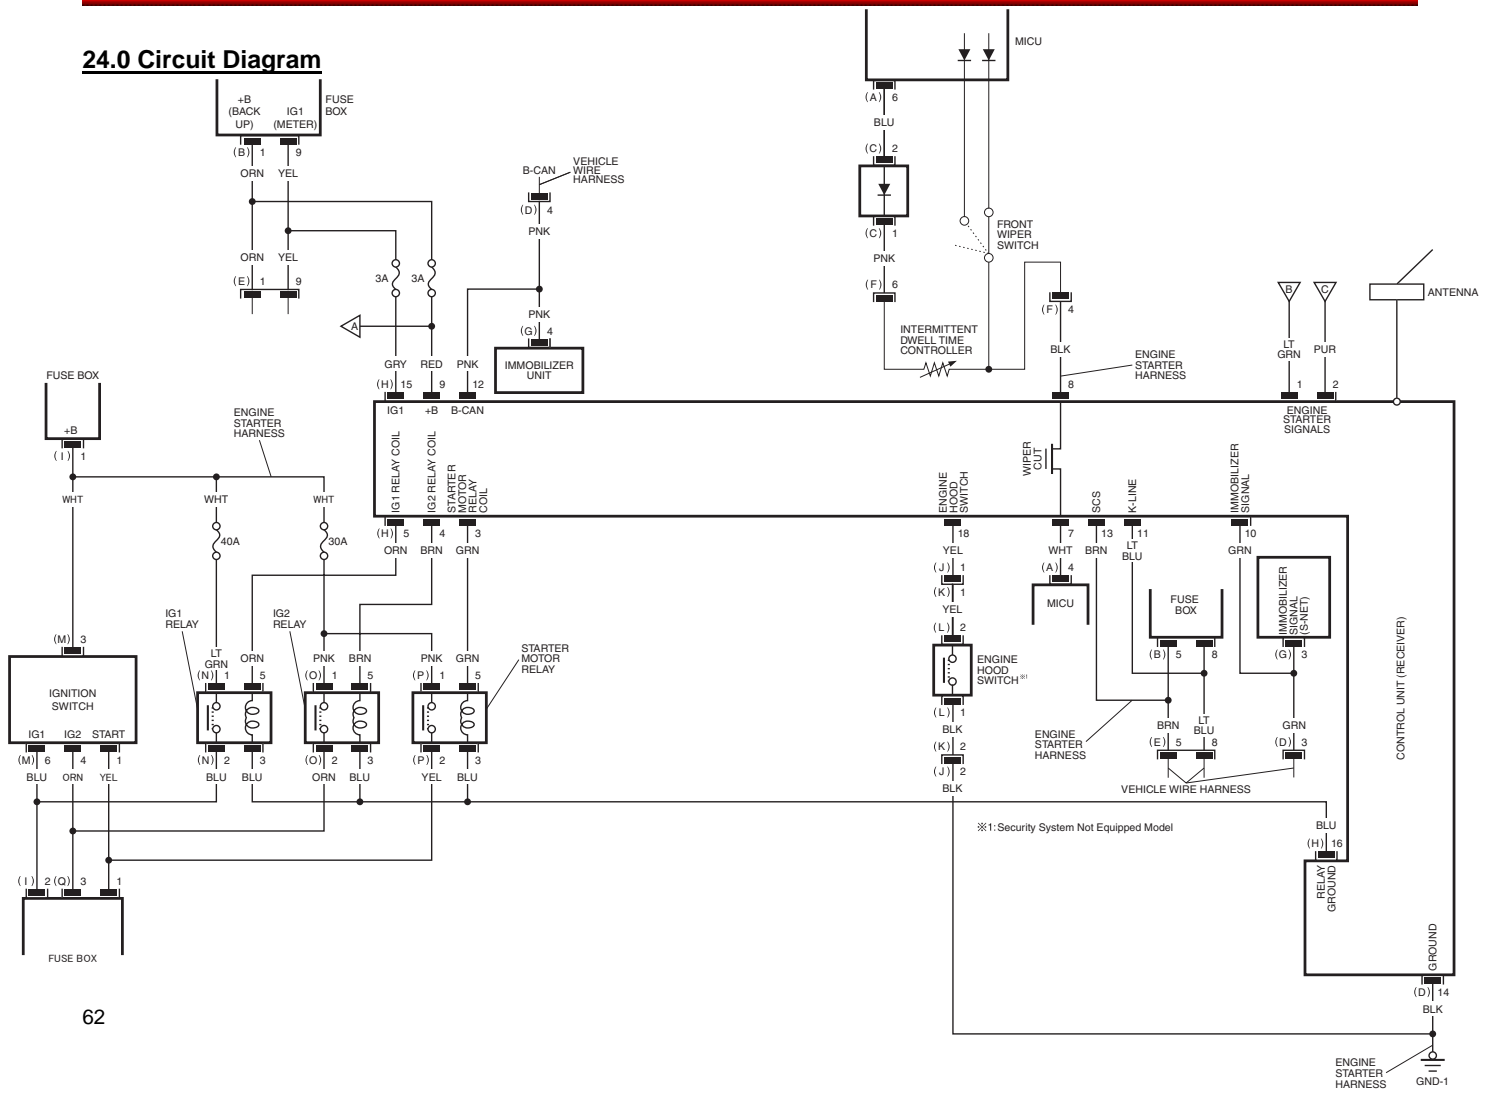 24.0 Circuit Diagram
+B
(BACK
UP)
IG1
(METER)
FUSE
BOX
(B) 1 9
ORN YEL
ORN YEL
(E) 1 9
3A 3A
A
GRY RED PNK
(H) 15 9 12
IG1 +B B-CAN
B-CAN
VEHICLE
WIRE
HARNESS
(D) 4
PNK
PNK
(G) 4
IMMOBILIZER
UNIT
MICU
(A) 6
BLU
(C) 2
(C) 1
PNK
(F) 6
FRONT
WIPER
SWITCH
INTERMITTENT
DWELL TIME
CONTROLLER
(F) 4
BLK
8
ENGINE
STARTER
HARNESS
B C
LT
GRN
PUR
1 2
ENGINE
STARTER
SIGNALS
ANTENNA
FUSE BOX
+B
(I) 1
ENGINE
STARTER
HARNESS
WHT WHT WHT
40A 30A
IG1 RELAY COIL
IG2 RELAY COIL
STARTER
MOTOR
RELAY
COIL
(H) 5 4 3
ORN BRN GRN
ENGINE
HOOD
SWITCH
WIPER
CUT
SCS
K-LINE
IMMOBILIZER
SIGNAL
18 7 13 11 10
YEL WHT BRN LT
BLU
GRN
(J) 1
(K) 1
YEL
(L) 2
ENGINE
HOOD
SWITCH※1
(L) 1
BLK
(K) 2
(J) 2
BLK
(A) 4
MICU
FUSE
BOX
(B) 5 8
IMMOBILIZER
SIGNAL
(S-NET)
(G) 3
BRN LT
BLU
GRN
(E) 5 8 (D) 3
ENGINE
STARTER
HARNESS
VEHICLE WIRE HARNESS
CONTROL UNIT (RECEIVER)
IG1
RELAY
IG2
RELAY
STARTER
MOTOR
RELAY
(M) 3
IGNITION
SWITCH
IG1 IG2 START
(M) 6 4 1
BLU ORN YEL
LT
GRN
ORN PNK BRN PNK GRN
(N) 1 5 (O) 1 5 (P) 1 5
(N) 2 3 (O) 2 3 (P) 2 3
BLU BLU ORN BLU YEL BLU
※1: Security System Not Equipped Model
BLU
(H) 16
RELAY
GROUND
(I) 2 (Q) 3 1
FUSE BOX
GROUND
(D) 14
BLK
ENGINE
STARTER
HARNESS
GND-1
62